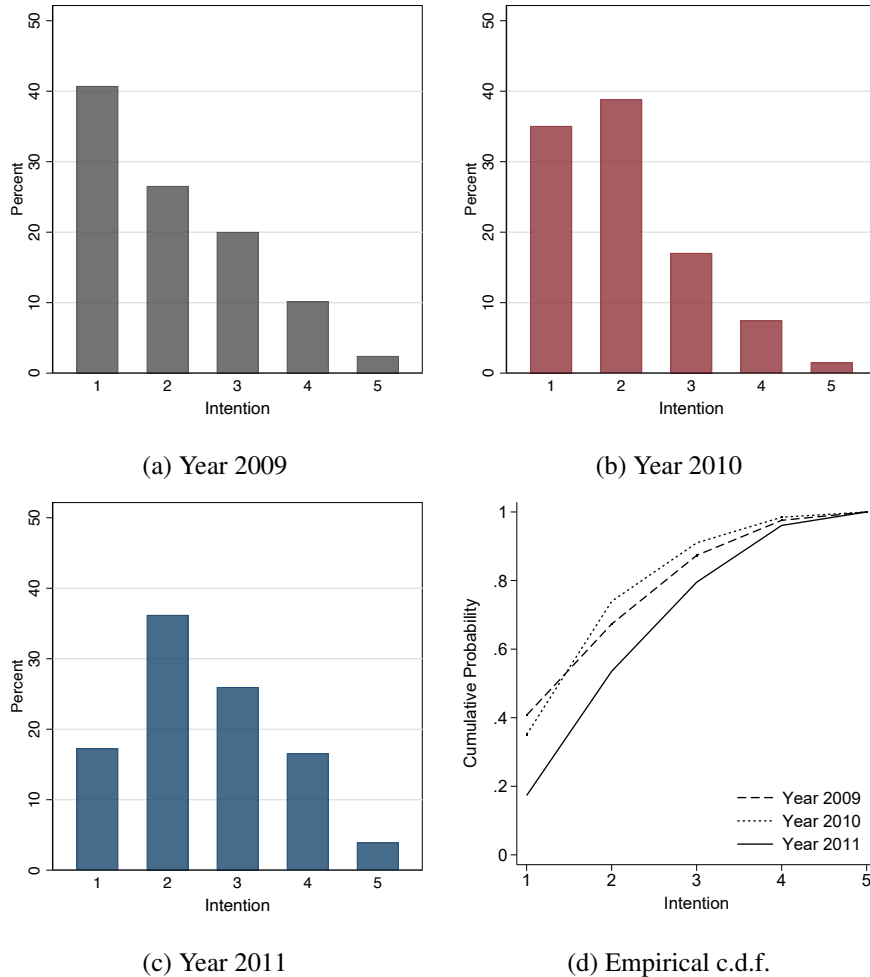 50
40
30
20
10
0
Percent
1 2 3 4 5
Intention
(a) Year 2009
50
40
30
20
10
0
Percent
1 2 3 4 5
Intention
(b) Year 2010
50
40
30
20
10
0
Percent
1 2 3 4 5
Intention
(c) Year 2011
1
.8
.6
.4
.2
0
Cumulative Probability
Year 2009
Year 2010
Year 2011
1 2 3 4 5
Intention
(d) Empirical c.d.f.